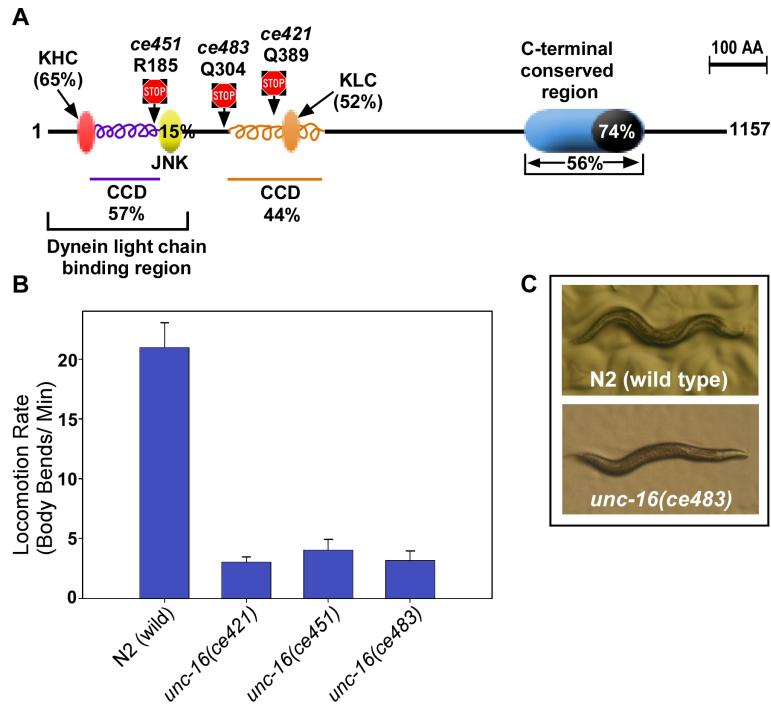 A
ce451
R185
ce483
Q304
ce421
Q389
KHC
(65%)
STOP
STOP
STOP
KLC
(52%)
C-terminal
conserved
region
100 AA
1
15%
74%
1157
JNK
56%
CCD
57%
CCD
44%
Dynein light chain
binding region
B
Locomotion Rate
(Body Bends/ Min)
20
15
10
5
0
N2 (wild)
unc-16(ce421)
unc-16(ce451)
unc-16(ce483)
C
N2 (wild type)
unc-16(ce483)